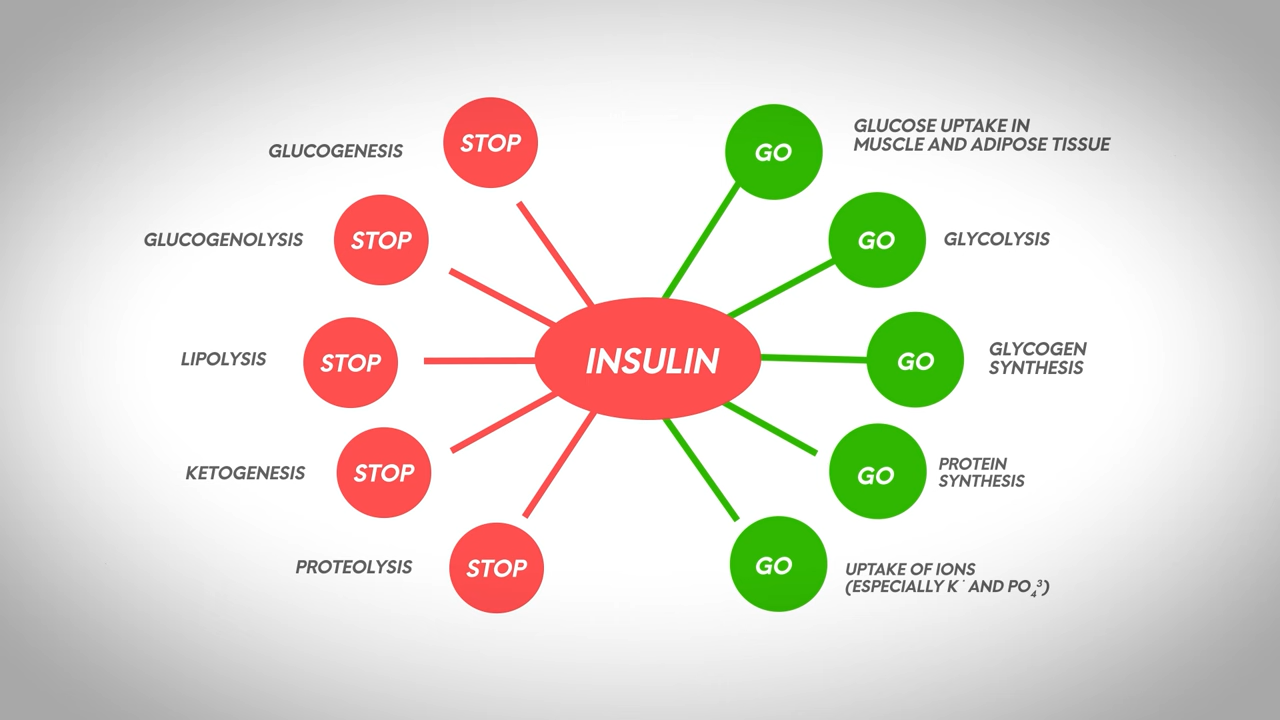 GLUCOGENESIS
STOP
GLUCOGENOLYSIS
STOP
LIPOLYSIS
STOP
KETOGENESIS
STOP
PROTEOLYSIS
STOP
INSULIN
GO
GLUCOSE UPTAKE IN
MUSCLE AND ADIPOSE TISSUE
GO
GLYCOLYSIS
GO
GLYCOGEN
SYNTHESIS
GO
PROTEIN
SYNTHESIS
GO
UPTAKE OF IONS
(ESPECIALLY K˙ AND PO₄³)